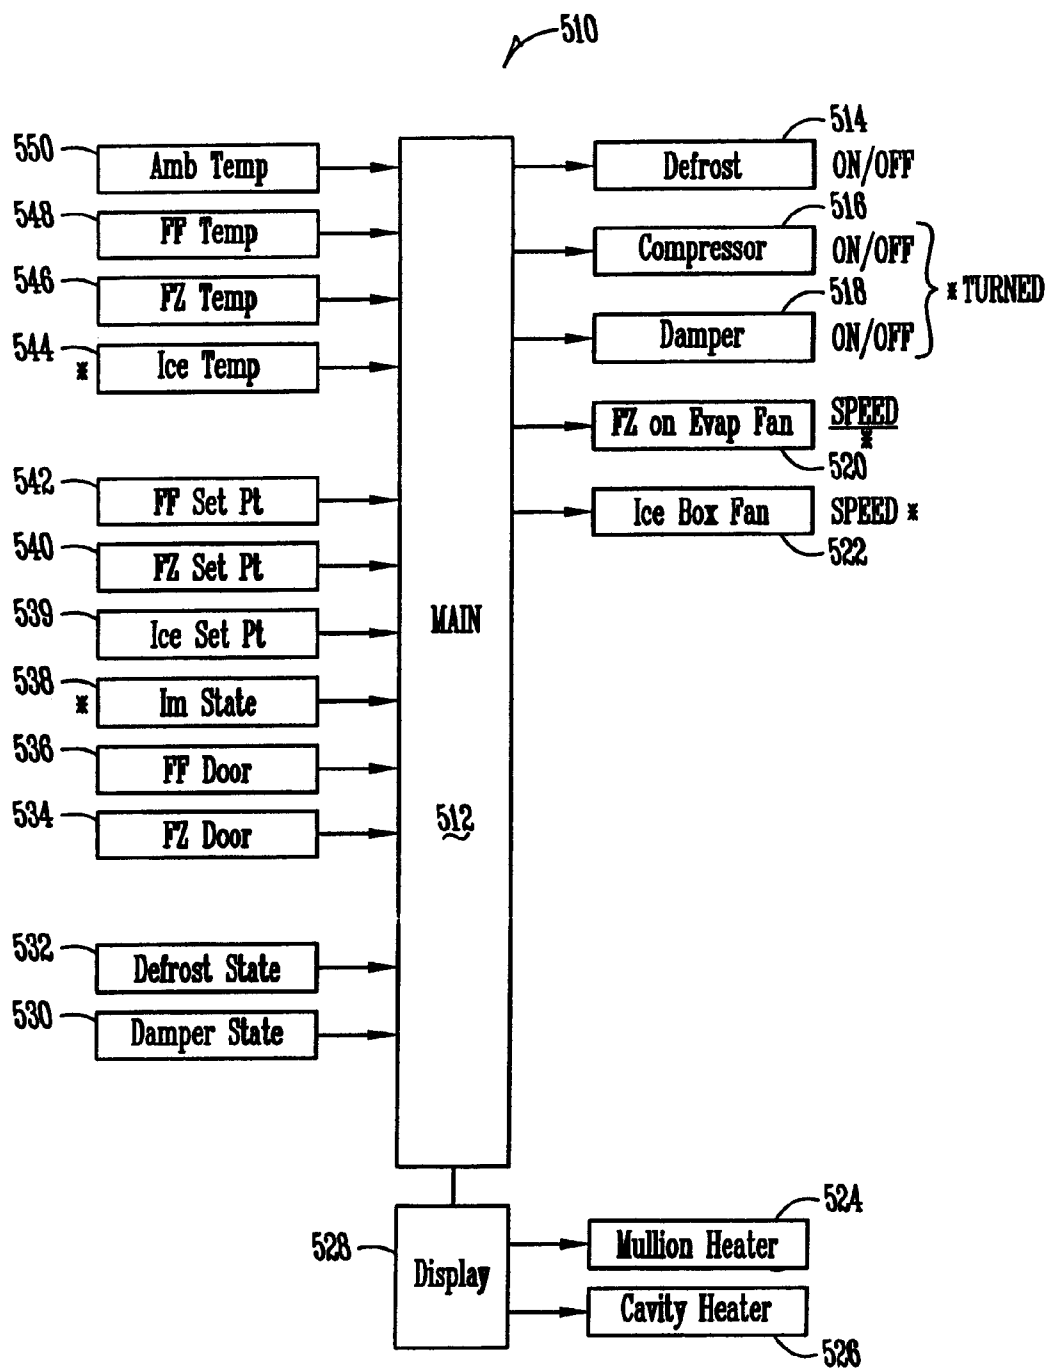 510
550
Amb Temp
548
FF Temp
546
FZ Temp
544
* Ice Temp
542
FF Set Pt
540
FZ Set Pt
539
Ice Set Pt
538
* Im State
536
FF Door
534
FZ Door
532
Defrost State
530
Damper State
MAIN
512
514
Defrost ON/OFF
516
Compressor ON/OFF
* TURNED
518
Damper ON/OFF
FZ on Evap Fan SPEED
*
520
Ice Box Fan SPEED *
522
528
Display
524
Mullion Heater
Cavity Heater
526